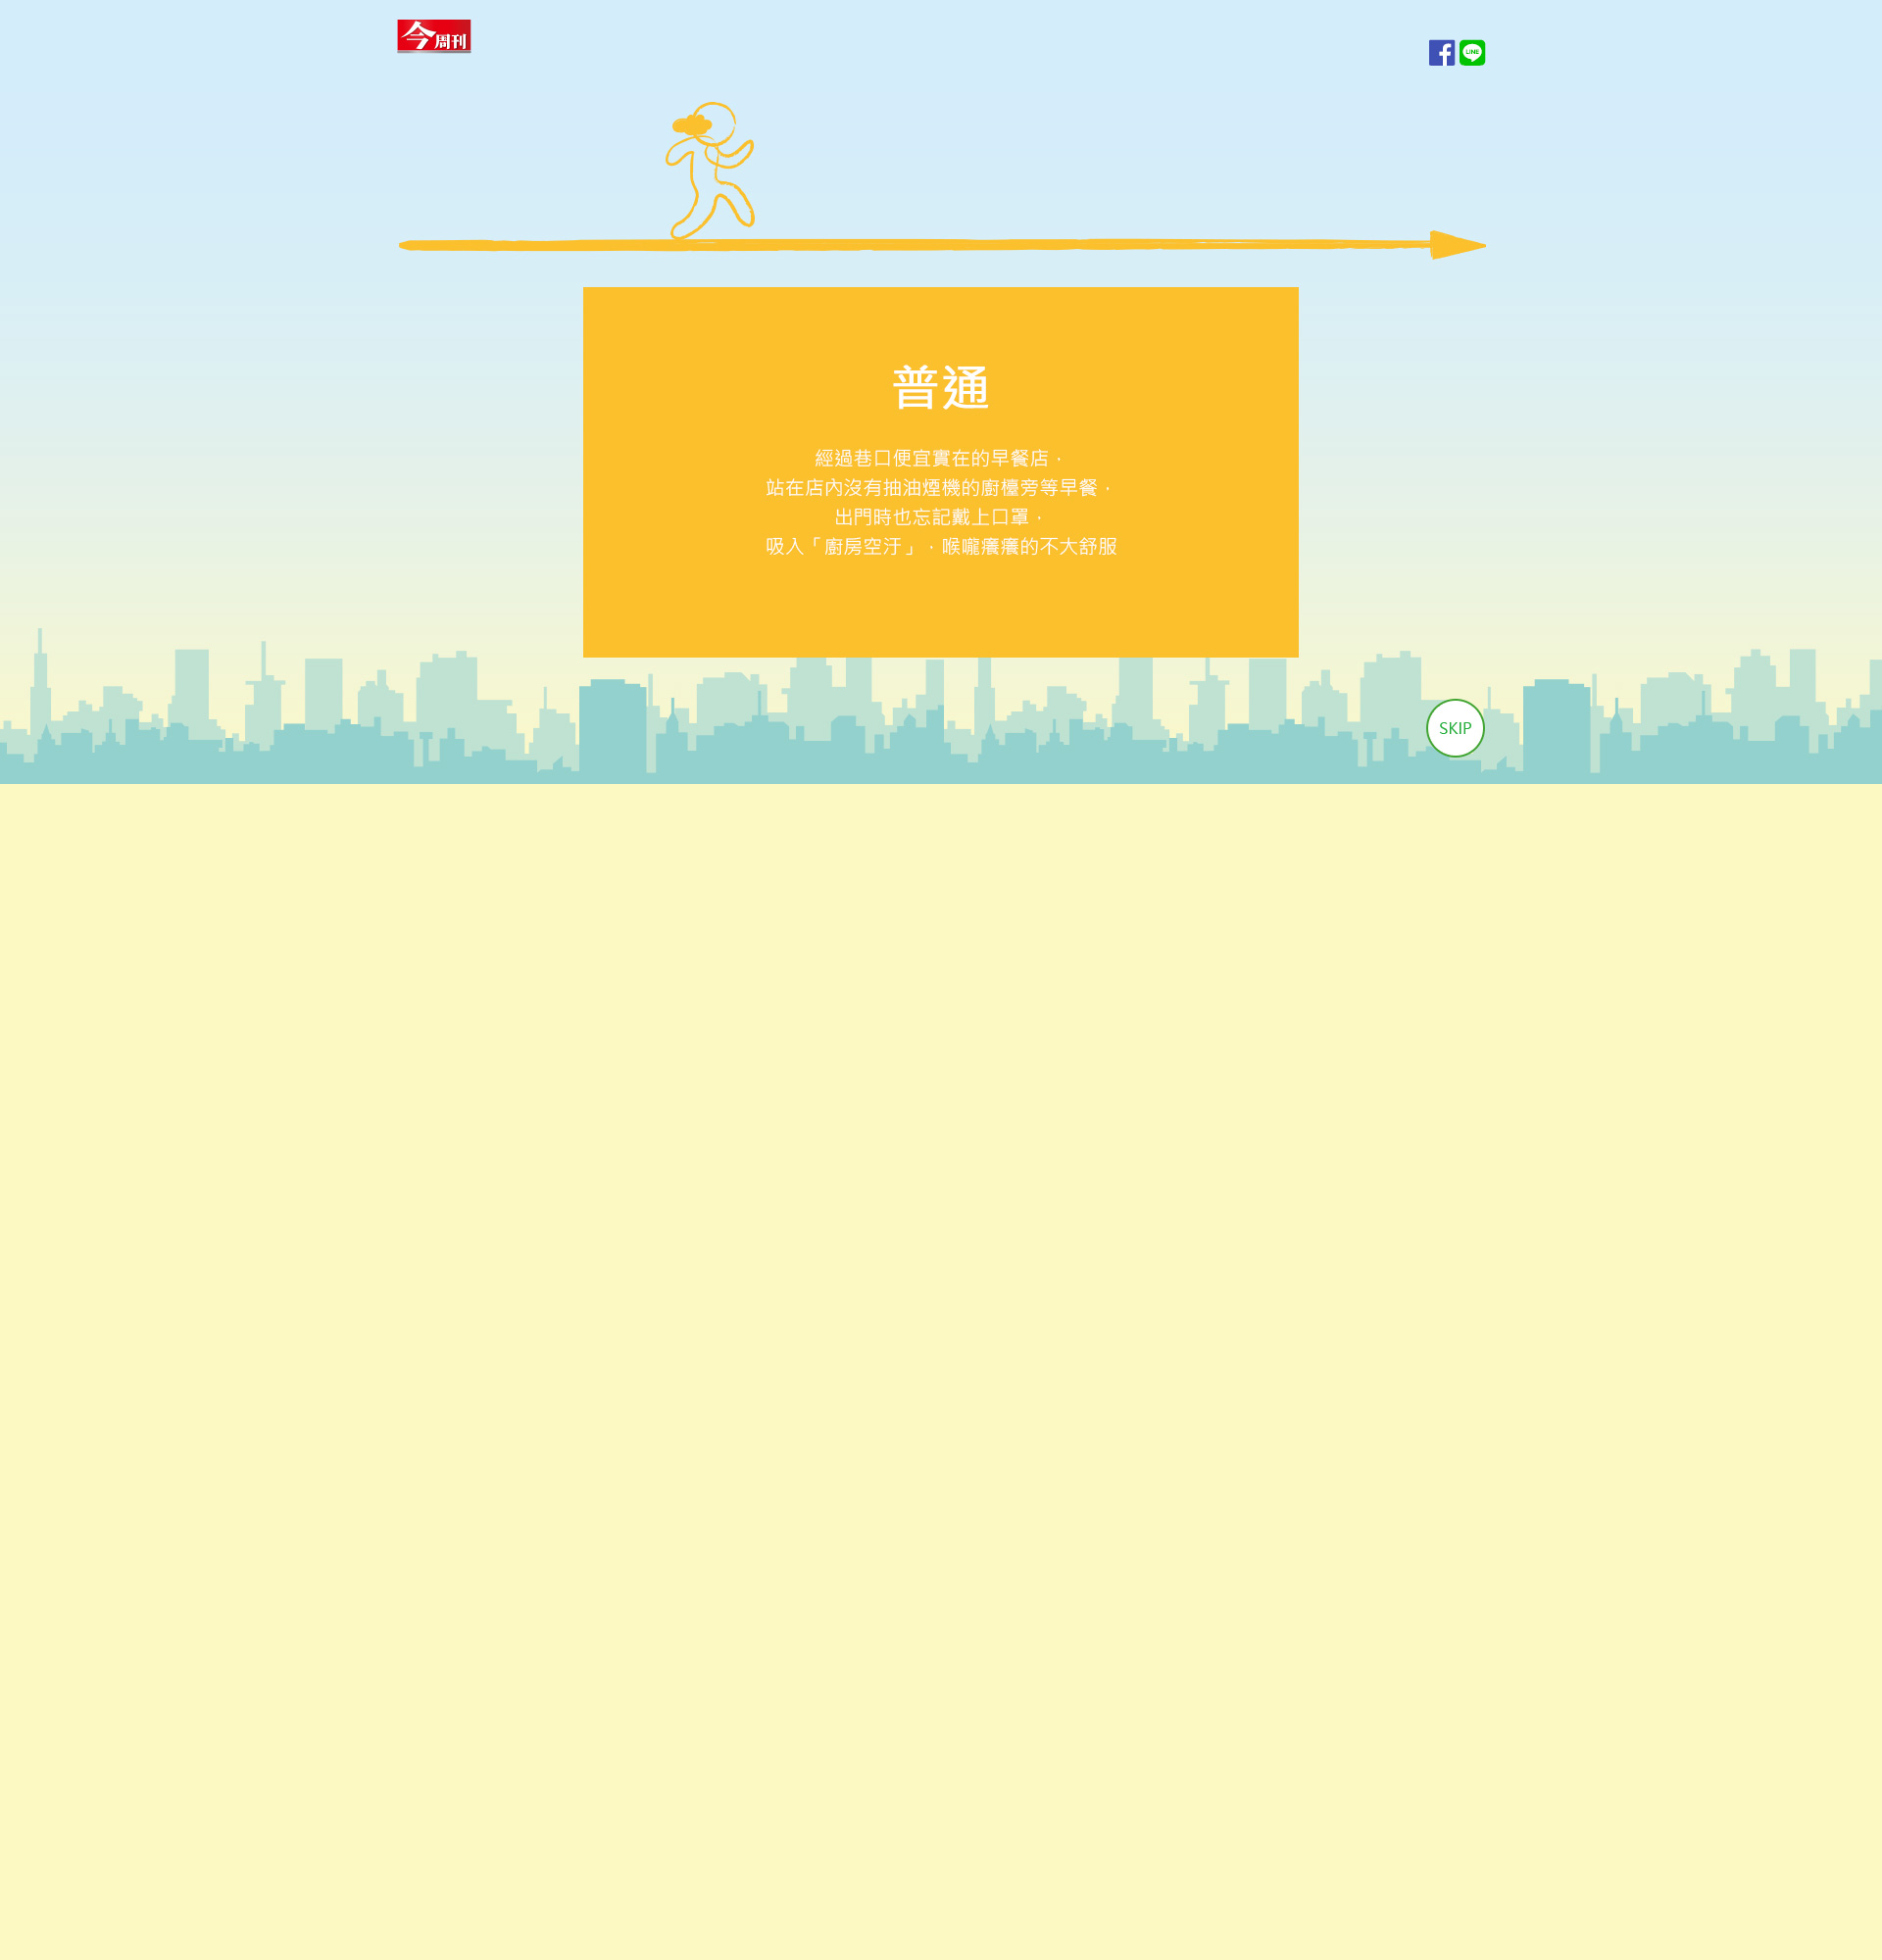 今周刊
LINE
普通
經過巷口便宜實在的早餐店，
站在店內沒有抽油煙機的廚檯旁等早餐，
出門時也忘記戴上口罩，
吸入「廚房空汙」，喉嚨癢癢的不大舒服
SKIP